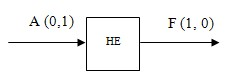 A (0,1)
F (1, 0)
HE